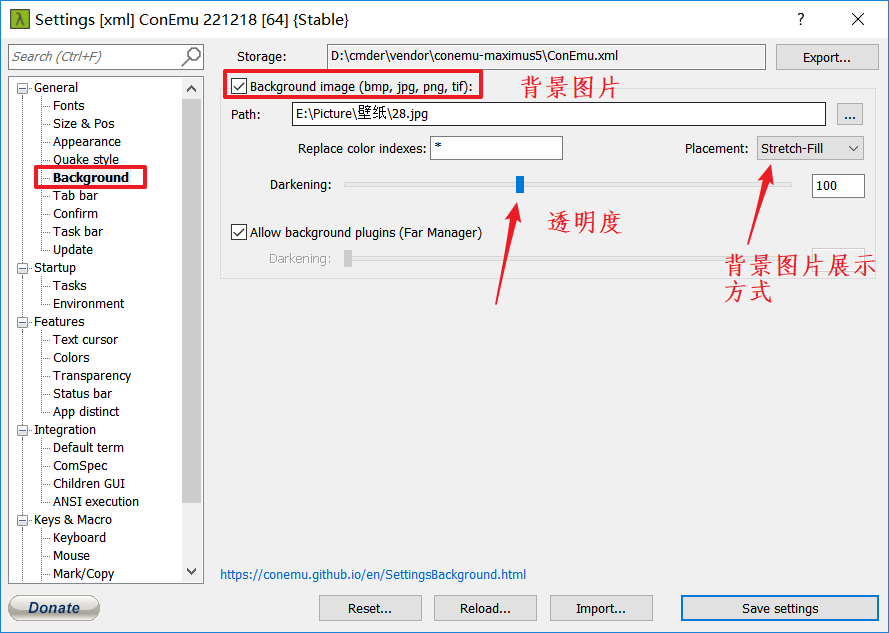 Settings [xml] ConEmu 221218 [64] {Stable}
Search (Ctrl+F)
Storage:
D:\cmder\vendor\conemu-maximus5\ConEmu.xml
Export...
General
Fonts
Size & Pos
Appearance
Quake style
Background
Tab bar
Confirm
Task bar
Update
Startup
Tasks
Environment
Features
Text cursor
Colors
Transparency
Status bar
App distinct
Integration
Default term
ComSpec
Children GUI
ANSI execution
Keys & Macro
Keyboard
Mouse
Mark/Copy
Background image (bmp, jpg, png, tif):
背景图片
Path:
E:\Picture\壁纸\28.jpg
...
Replace color indexes:
*
Placement:
Stretch-Fill
Darkening:
100
透明度
Allow background plugins (Far Manager)
Darkening:
背景图片展示
方式
https://conemu.github.io/en/SettingsBackground.html
Donate
Reset...
Reload...
Import...
Save settings